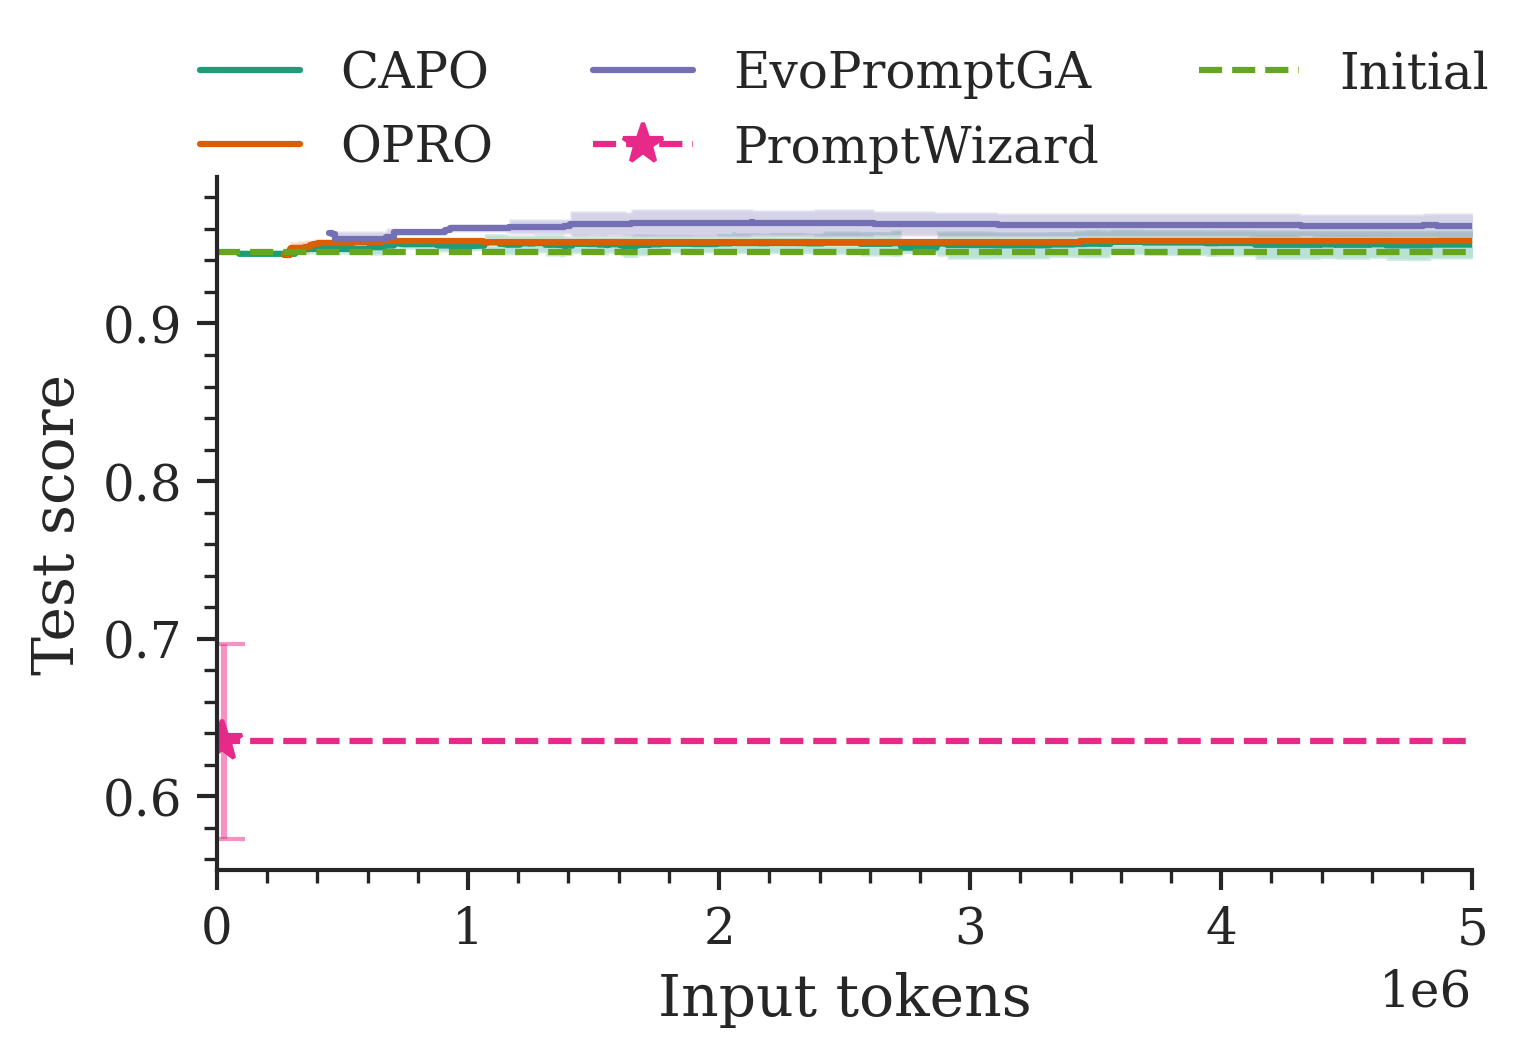 CAPO EvoPromptGA Initial
OPRO PromptWizard
Test score
0.9
0.8
0.7
0.6
0 1 2 3 4 5
1e6
Input tokens